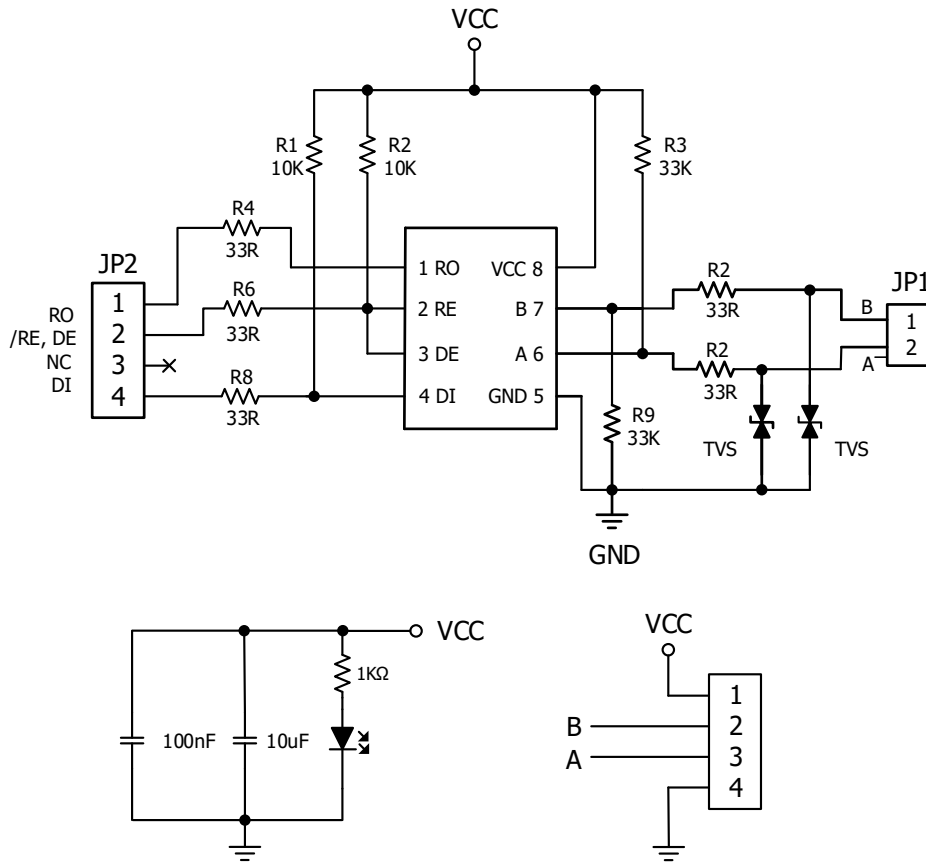 VCC
R1
10K
R2
10K
R3
33K
R4
33R
JP2
1
2
3
4
RO
/RE, DE
NC
DI
R6
33R
R8
33R
1 RO
2 RE
3 DE
4 DI
VCC 8
B 7
A 6
GND 5
R2
33R
R2
33R
R9
33K
TVS
TVS
B
A
JP1
1
2
GND
VCC
1KΩ
100nF
10uF
VCC
B
A
1
2
3
4